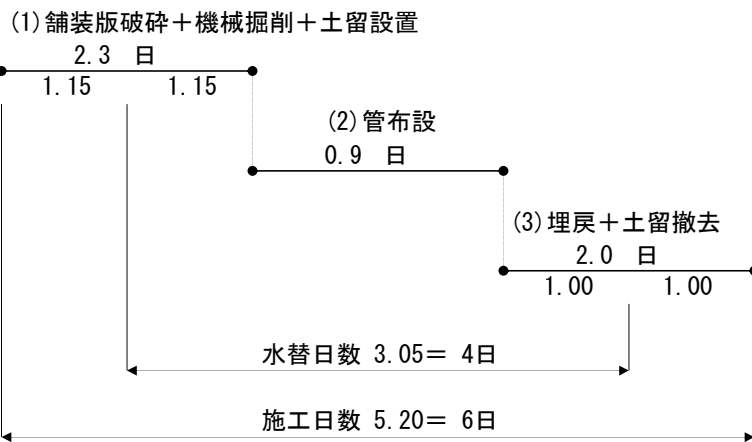 (1)舗装版破砕＋機械掘削＋土留設置
2.3 日
1.15 1.15
(2)管布設
0.9 日
(3)埋戻＋土留撤去
2.0 日
1.00 1.00
水替日数 3.05＝ 4日
施工日数 5.20＝ 6日